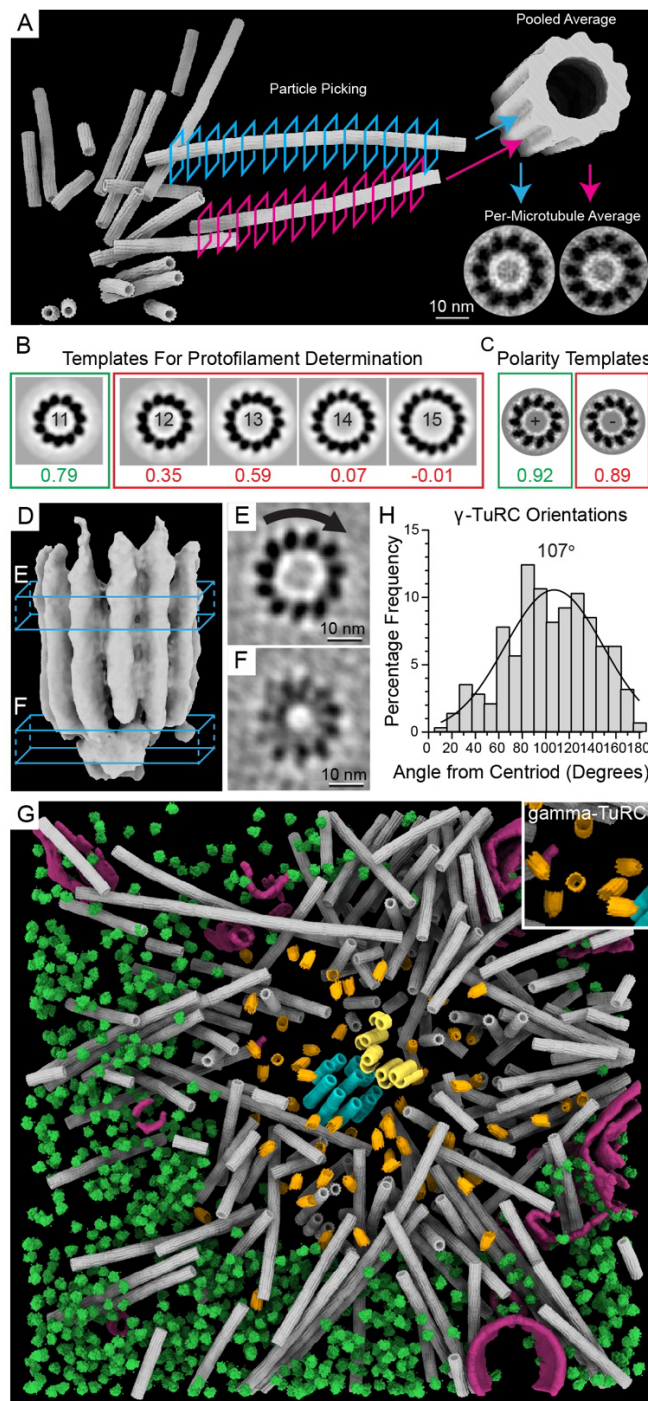 A
Pooled Average
Particle Picking
Per-Microtubule Average
10 nm
B
Templates For Protofilament Determination
11
12
13
14
15
0.79
0.35
0.59
0.07
-0.01
C
Polarity Templates
+
-
0.92
0.89
D
E
F
E
10 nm
F
10 nm
H
γ-TuRC Orientations
107°
Percentage Frequency
15
10
5
0
0 20 40 60 80 100 120 140 160 180
Angle from Centriod (Degrees)
G
gamma-TuRC